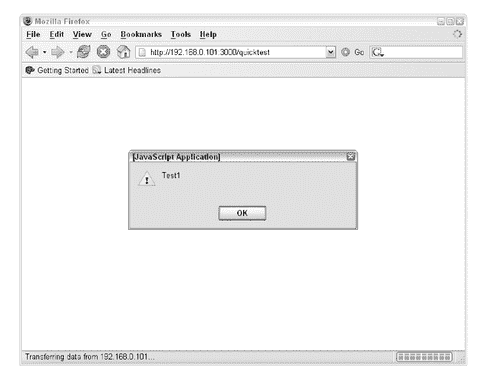 Mozilla Firefox
File Edit View Go Bookmarks Tools Help
http://192.168.0.101:3000/quicktest Go G
Getting Started Latest Headlines
[JavaScript Application]
Test1
OK
Transferring data from 192.168.0.101...